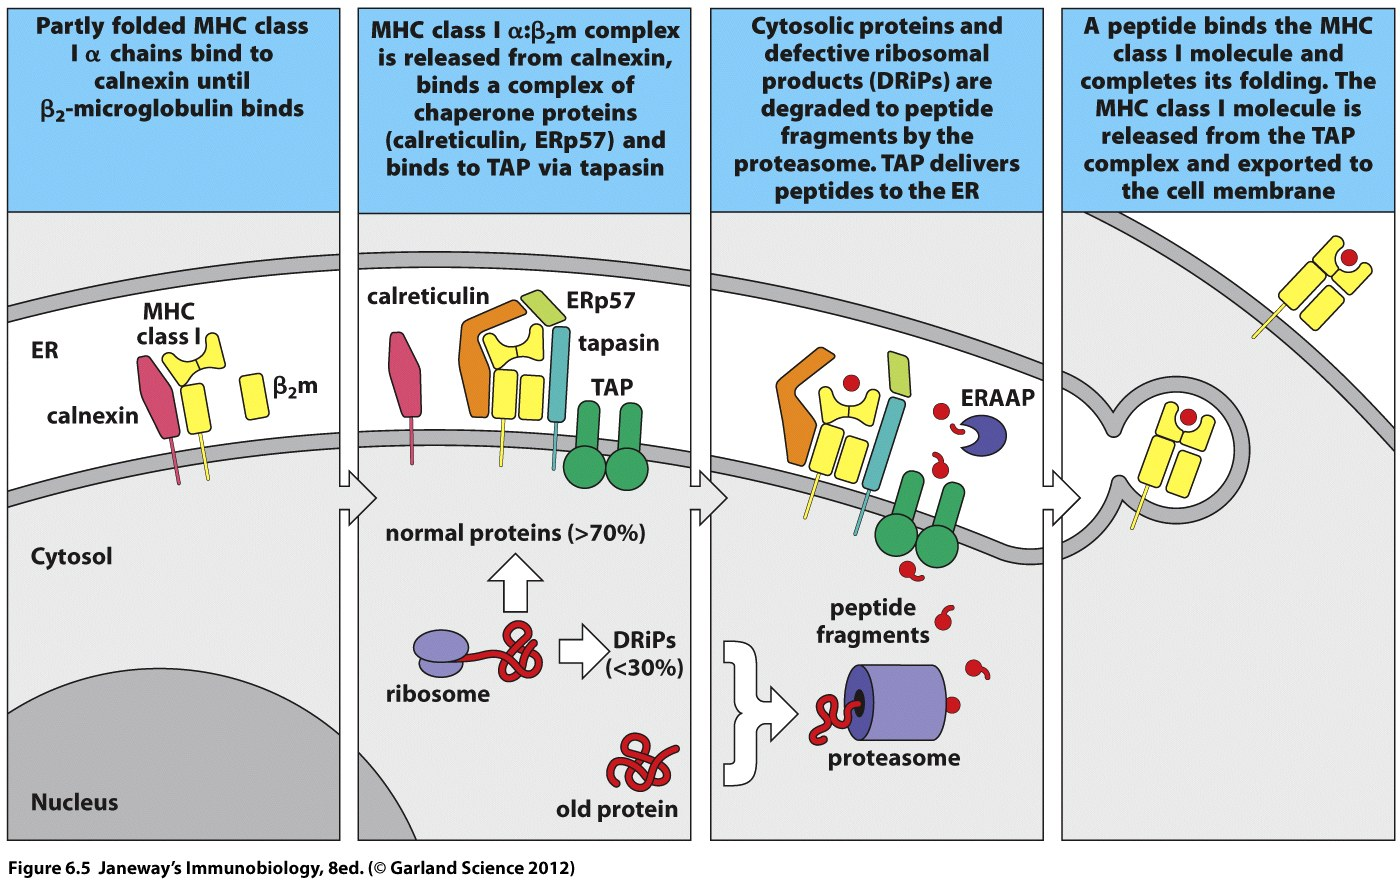 Partly folded MHC class
I α chains bind to
calnexin until
β₂-microglobulin binds
MHC
class I
ER
β₂m
calnexin
Cytosol
Nucleus
MHC class I α:β₂m complex
is released from calnexin,
binds a complex of
chaperone proteins
(calreticulin, ERp57) and
binds to TAP via tapasin
calreticulin
ERp57
tapasin
TAP
normal proteins (>70%)
DRiPs
(<30%)
ribosome
old protein
Cytosolic proteins and
defective ribosomal
products (DRiPs) are
degraded to peptide
fragments by the
proteasome. TAP delivers
peptides to the ER
ERAAP
peptide
fragments
proteasome
A peptide binds the MHC
class I molecule and
completes its folding. The
MHC class I molecule is
released from the TAP
complex and exported to
the cell membrane
Figure 6.5 Janeway's Immunobiology, 8ed. (© Garland Science 2012)